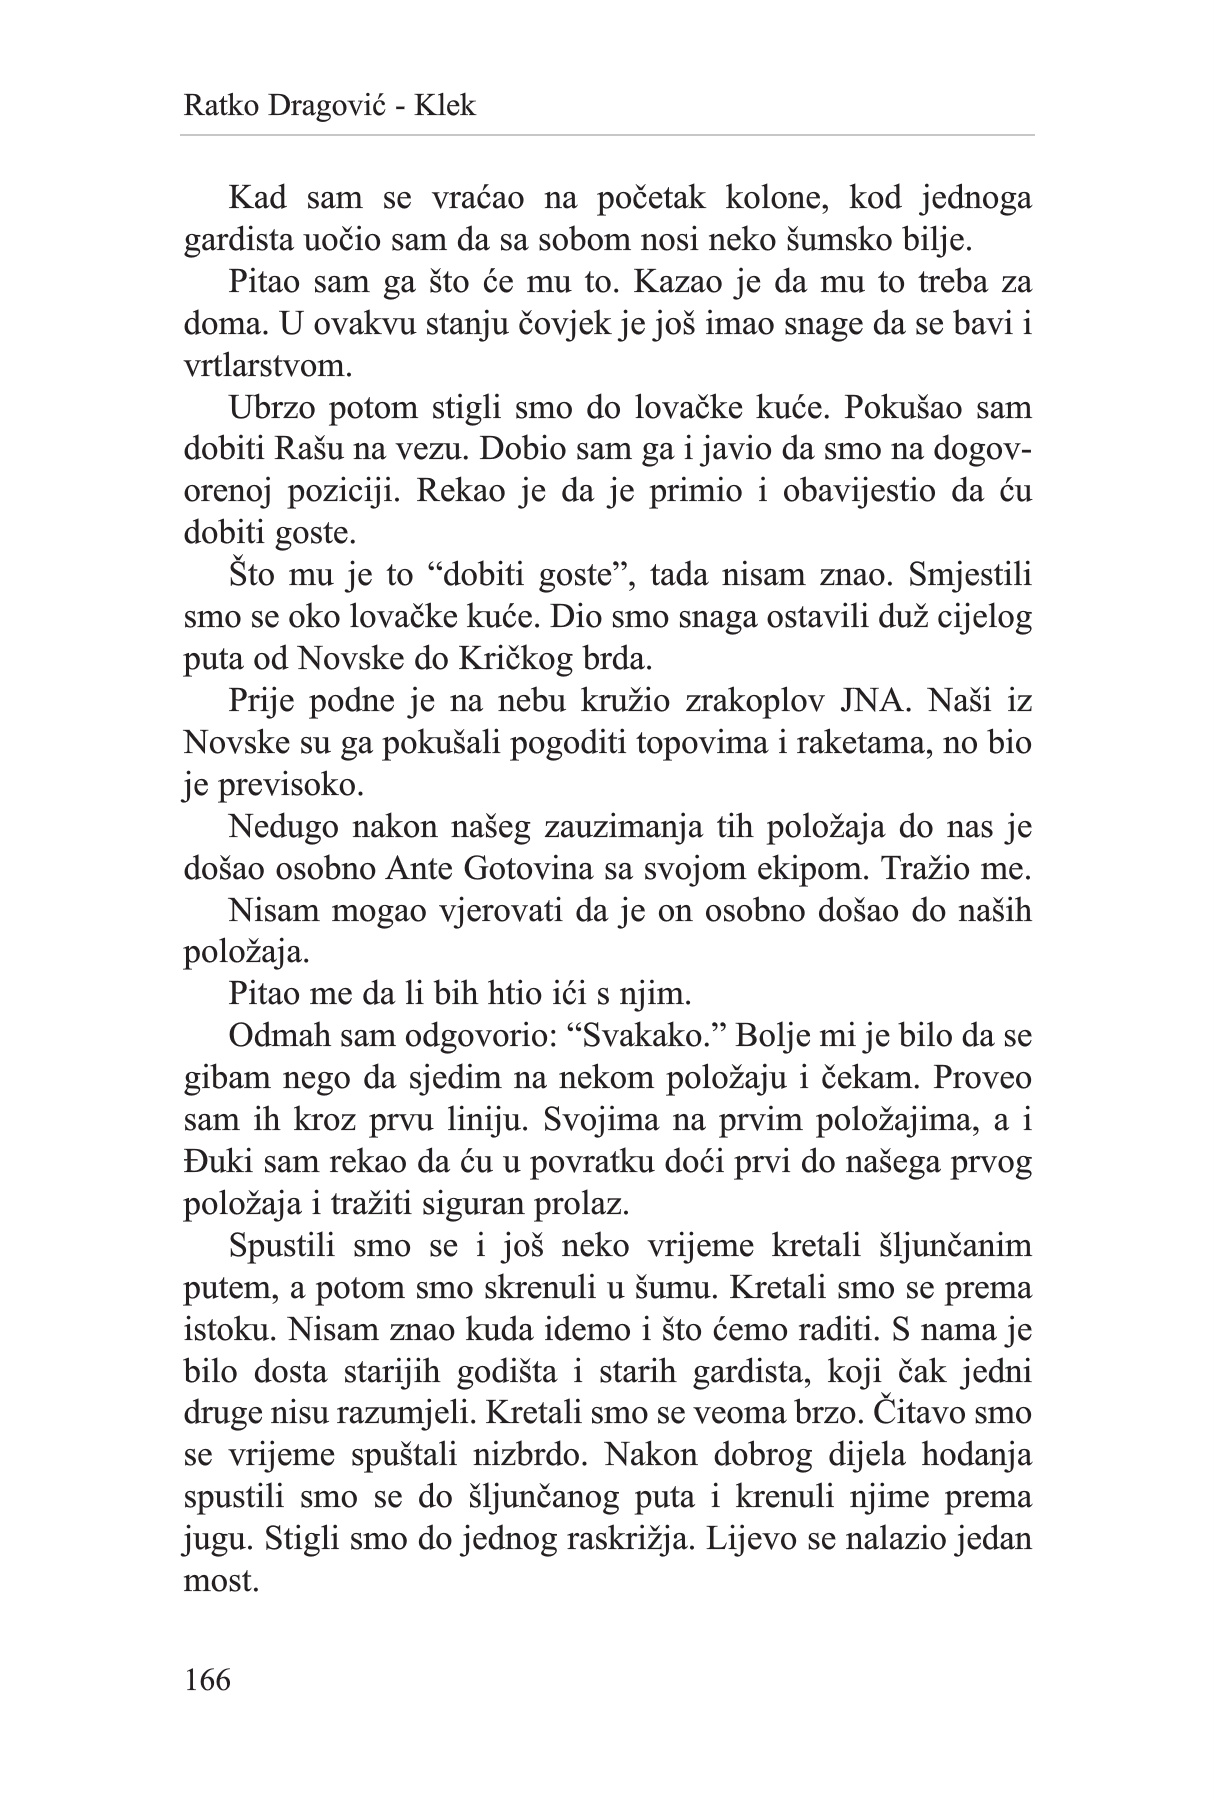 Ratko Dragović - Klek
Kad sam se vraćao na početak kolone, kod jednoga
gardista uočio sam da sa sobom nosi neko šumsko bilje.
Pitao sam ga što će mu to. Kazao je da mu to treba za
doma. U ovakvu stanju čovjek je još imao snage da se bavi i
vrtlarstvom.
Ubrzo potom stigli smo do lovačke kuće. Pokušao sam
dobiti Rašu na vezu. Dobio sam ga i javio da smo na dogov-
orenoj poziciji. Rekao je da je primio i obavijestio da ću
dobiti goste.
Što mu je to “dobiti goste”, tada nisam znao. Smjestili
smo se oko lovačke kuće. Dio smo snaga ostavili duž cijelog
puta od Novske do Kričkog brda.
Prije podne je na nebu kružio zrakoplov JNA. Naši iz
Novske su ga pokušali pogoditi topovima i raketama, no bio
je previsoko.
Nedugo nakon našeg zauzimanja tih položaja do nas je
došao osobno Ante Gotovina sa svojom ekipom. Tražio me.
Nisam mogao vjerovati da je on osobno došao do naših
položaja.
Pitao me da li bih htio ići s njim.
Odmah sam odgovorio: “Svakako.” Bolje mi je bilo da se
gibam nego da sjedim na nekom položaju i čekam. Proveo
sam ih kroz prvu liniju. Svojima na prvim položajima, a i
Đuki sam rekao da ću u povratku doći prvi do našega prvog
položaja i tražiti siguran prolaz.
Spustili smo se i još neko vrijeme kretali šljunčanim
putem, a potom smo skrenuli u šumu. Kretali smo se prema
istoku. Nisam znao kuda idemo i što ćemo raditi. S nama je
bilo dosta starijih godišta i starih gardista, koji čak jedni
druge nisu razumjeli. Kretali smo se veoma brzo. Čitavo smo
se vrijeme spuštali nizbrdo. Nakon dobrog dijela hodanja
spustili smo se do šljunčanog puta i krenuli njime prema
jugu. Stigli smo do jednog raskrižja. Lijevo se nalazio jedan
most.
166